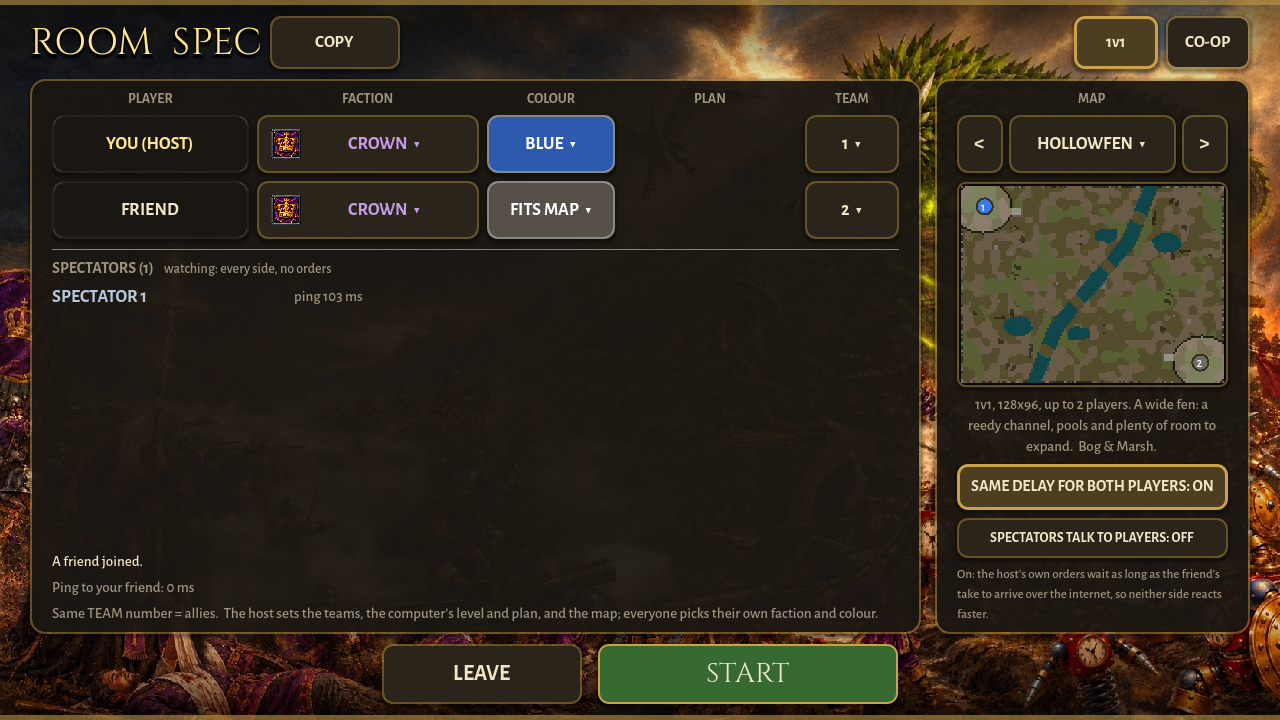 ROOM SPEC
COPY
1v1
CO-OP
PLAYER
FACTION
COLOUR
PLAN
TEAM
YOU (HOST)
CROWN ▾
BLUE ▾
1 ▾
FRIEND
CROWN ▾
FITS MAP ▾
2 ▾
SPECTATORS (1) watching: every side, no orders
SPECTATOR 1
ping 103 ms
A friend joined.
Ping to your friend: 0 ms
Same TEAM number = allies. The host sets the teams, the computer's level and plan, and the map; everyone picks their own faction and colour.
MAP
<
HOLLOWFEN ▾
>
1
2
1v1, 128x96, up to 2 players. A wide fen: a
reedy channel, pools and plenty of room to
expand. Bog & Marsh.
SAME DELAY FOR BOTH PLAYERS: ON
SPECTATORS TALK TO PLAYERS: OFF
On: the host's own orders wait as long as the friend's
take to arrive over the internet, so neither side reacts
faster.
LEAVE
START